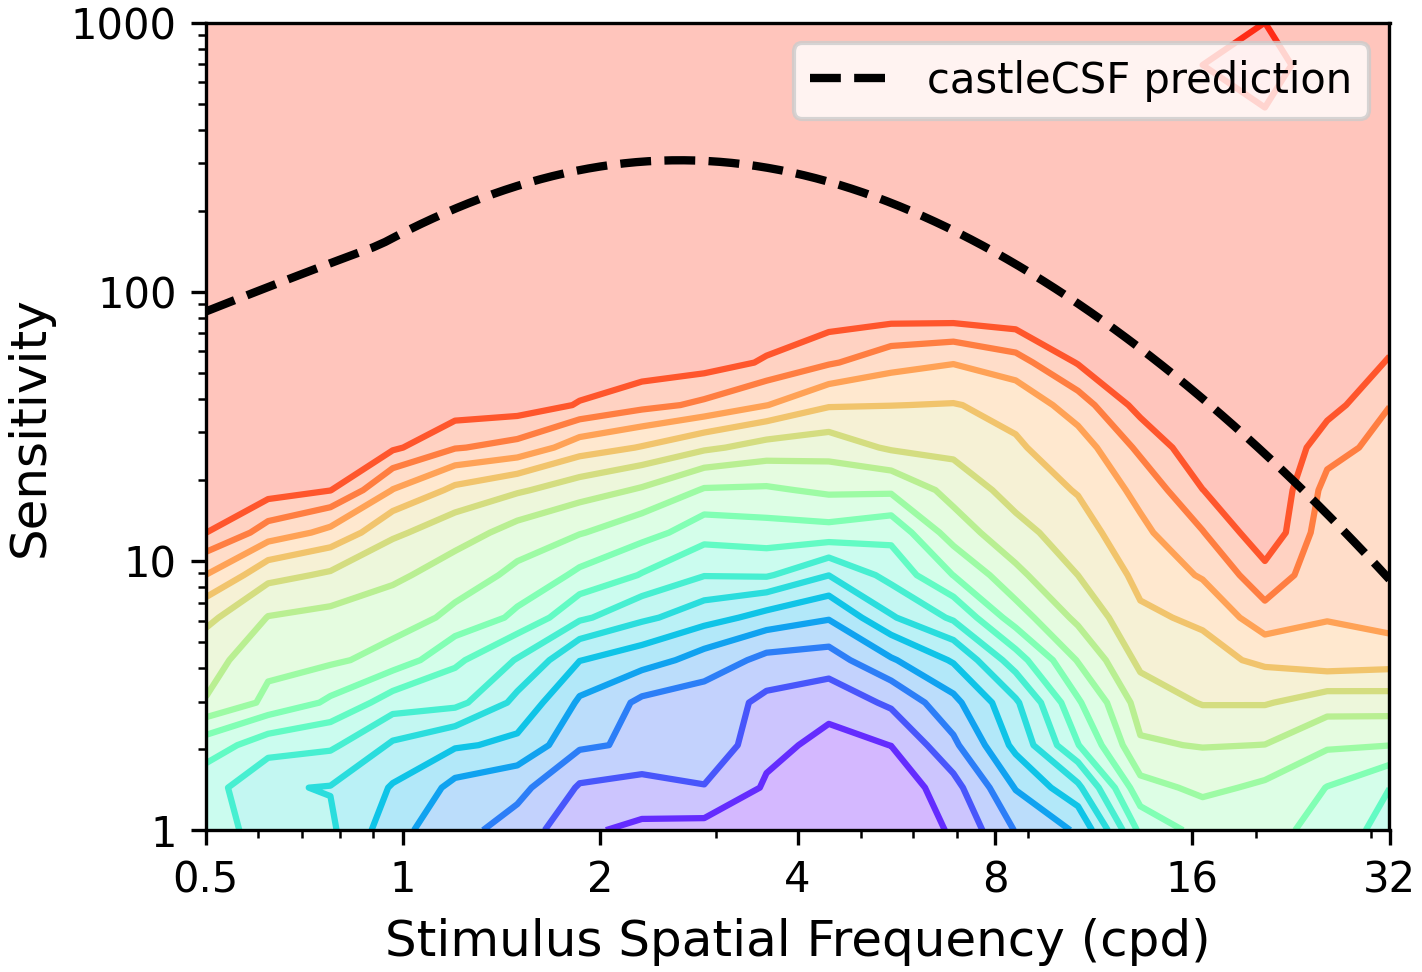 1000
castleCSF prediction
100
Sensitivity
10
1
0.5 1 2 4 8 16 32
Stimulus Spatial Frequency (cpd)